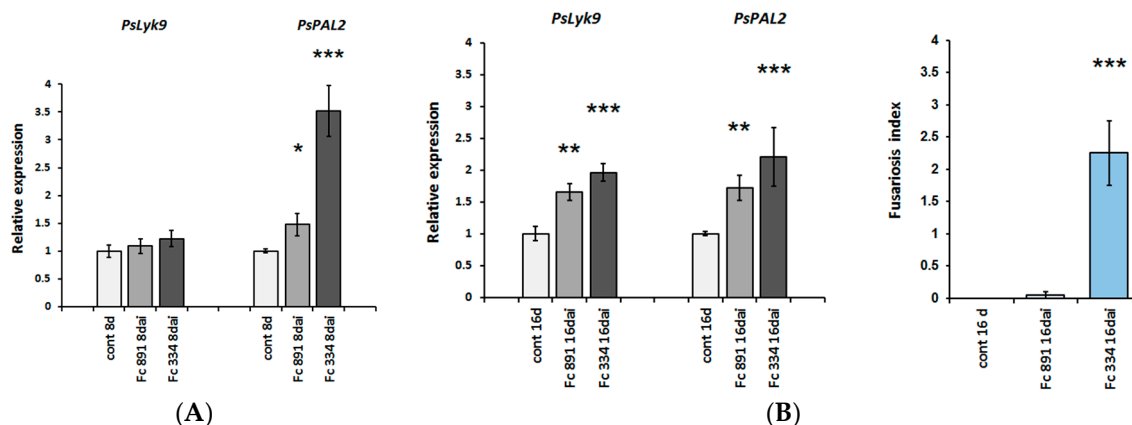 PsLyk9 PsPAL2
Relative expression
4
3.5
3
2.5
2
1.5
1
0.5
0
* ***
cont 8d
Fc 891 8dai
Fc 334 8dai
cont 8d
Fc 891 8dai
Fc 334 8dai
(A)
PsLyk9 PsPAL2
Relative expression
4
3.5
3
2.5
2
1.5
1
0.5
0
** *** ** ***
cont 16d
Fc 891 16dai
Fc 334 16dai
cont 16d
Fc 891 16dai
Fc 334 16dai
Fusariosis index
4
3.5
3
2.5
2
1.5
1
0.5
0
***
cont 16 d
Fc 891 16dai
Fc 334 16dai
(B)